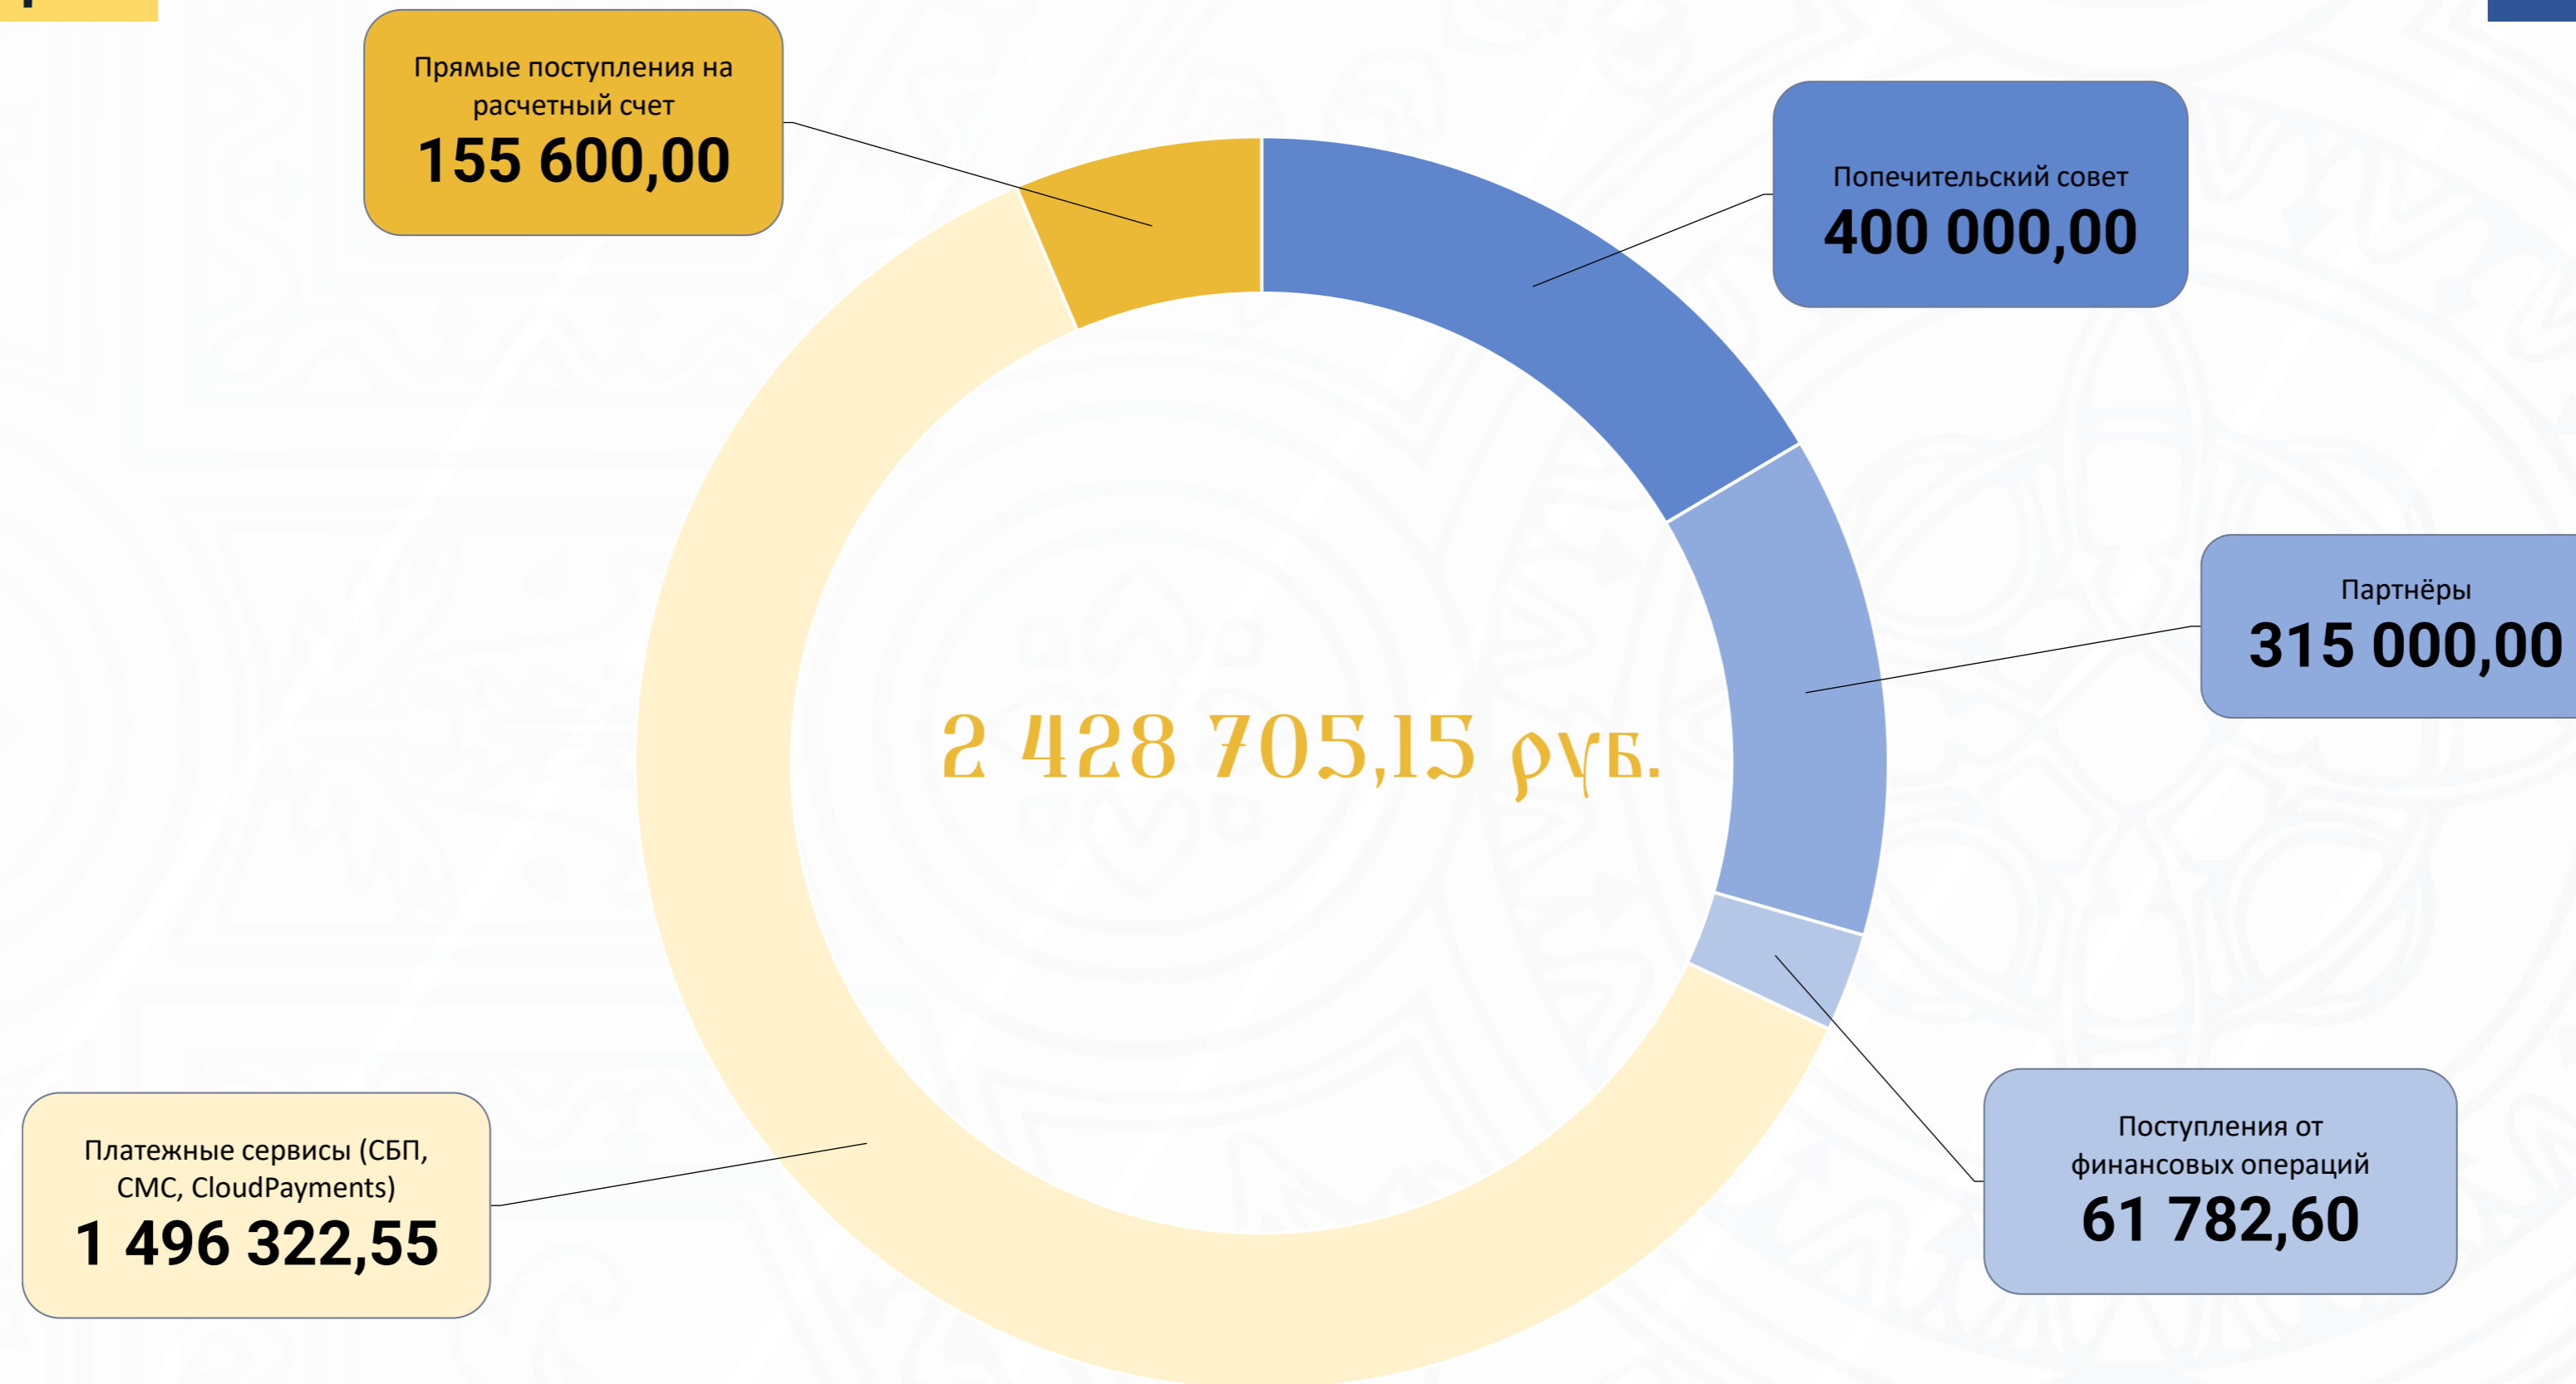 Прямые поступления на
расчетный счет
155 600,00
Попечительский совет
400 000,00
Партнёры
315 000,00
2 428 705,15 руб.
Платежные сервисы (СБП,
СМС, CloudPayments)
1 496 322,55
Поступления от
финансовых операций
61 782,60